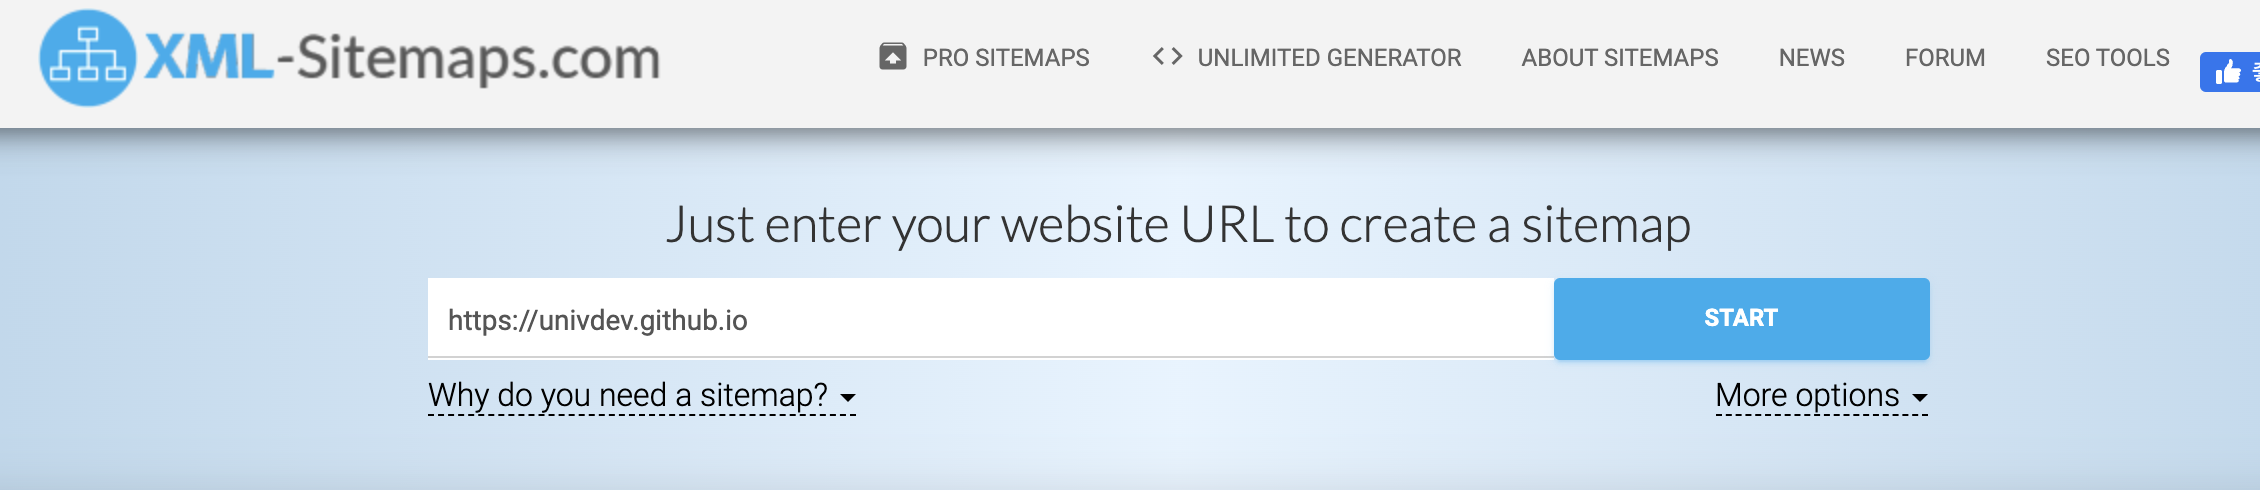 XML-Sitemaps.com
PRO SITEMAPS
UNLIMITED GENERATOR
ABOUT SITEMAPS
NEWS
FORUM
SEO TOOLS
Just enter your website URL to create a sitemap
https://univdev.github.io
START
Why do you need a sitemap?
More options